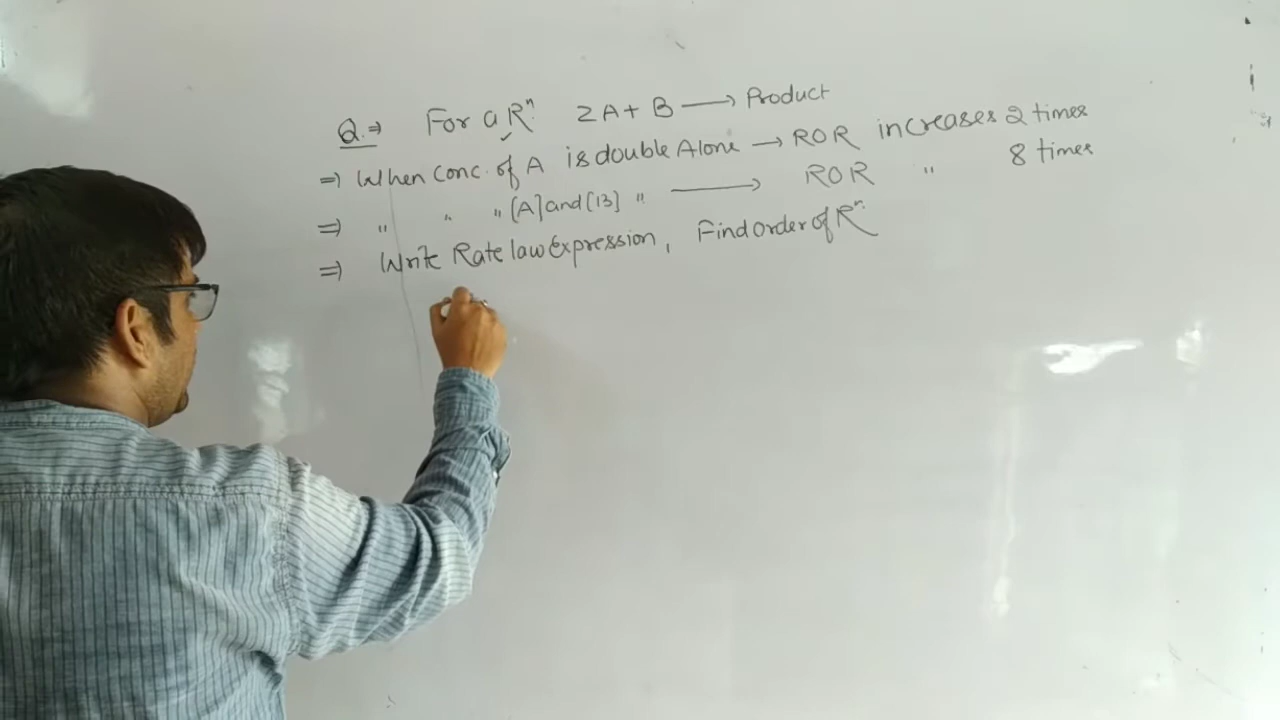 Q.⇒ For a Rⁿ: 2A + B ⟶ Product
⇒ When Conc. of A is double Alone → ROR increases 2 times
⇒ " " " [A] and [B] " ⟶ ROR " 8 times
⇒ Write Rate law Expression, Find order of Rⁿ: